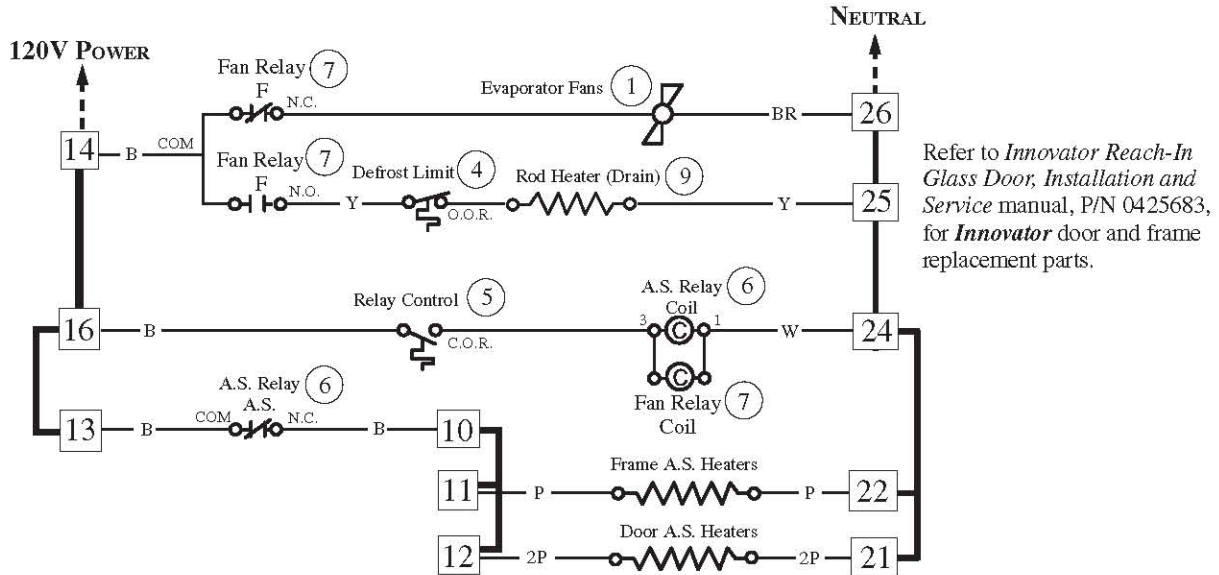 NEUTRAL
120V POWER
Fan Relay 7
F
N.C.
Evaporator Fans 1
BR
26
14
B
COM
Fan Relay 7
F
N.O.
Y
Defrost Limit 4
O.O.R.
Rod Heater (Drain) 9
Y
25
Refer to Innovator Reach-In
Glass Door, Installation and
Service manual, P/N 0425683,
for Innovator door and frame
replacement parts.
16
B
Relay Control 5
C.O.R.
A.S. Relay 6
Coil
3
C
1
W
24
C
Fan Relay 7
Coil
13
B
A.S. Relay 6
A.S.
COM
N.C.
B
10
11
P
Frame A.S. Heaters
P
22
12
2P
Door A.S. Heaters
2P
21